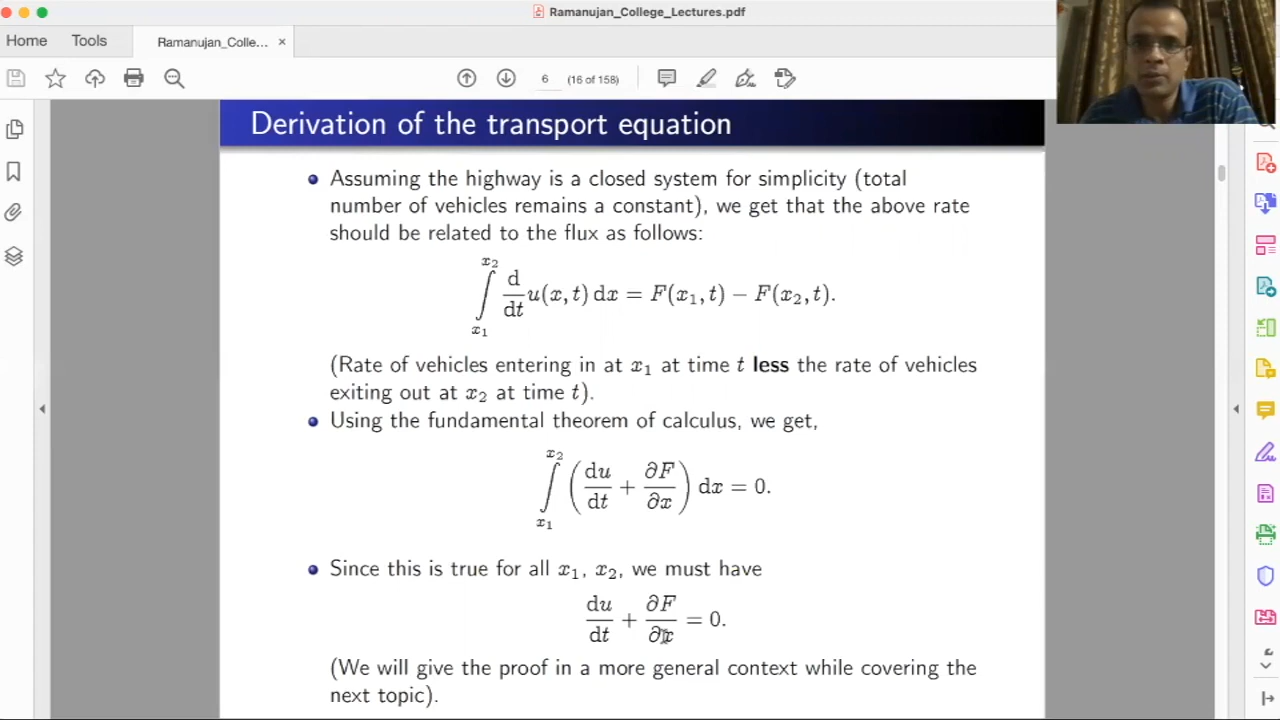 Ramanujan_College_Lectures.pdf
Home Tools Ramanujan_Colle... ×
6 (16 of 158)
Derivation of the transport equation
Assuming the highway is a closed system for simplicity (total
number of vehicles remains a constant), we get that the above rate
should be related to the flux as follows:
∫_{x₁}^{x₂} d/dt u(x, t) dx = F(x₁, t) − F(x₂, t).
(Rate of vehicles entering in at x₁ at time t less the rate of vehicles
exiting out at x₂ at time t).
Using the fundamental theorem of calculus, we get,
∫_{x₁}^{x₂} (du/dt + ∂F/∂x) dx = 0.
Since this is true for all x₁, x₂, we must have
du/dt + ∂F/∂x = 0.
(We will give the proof in a more general context while covering the
next topic).